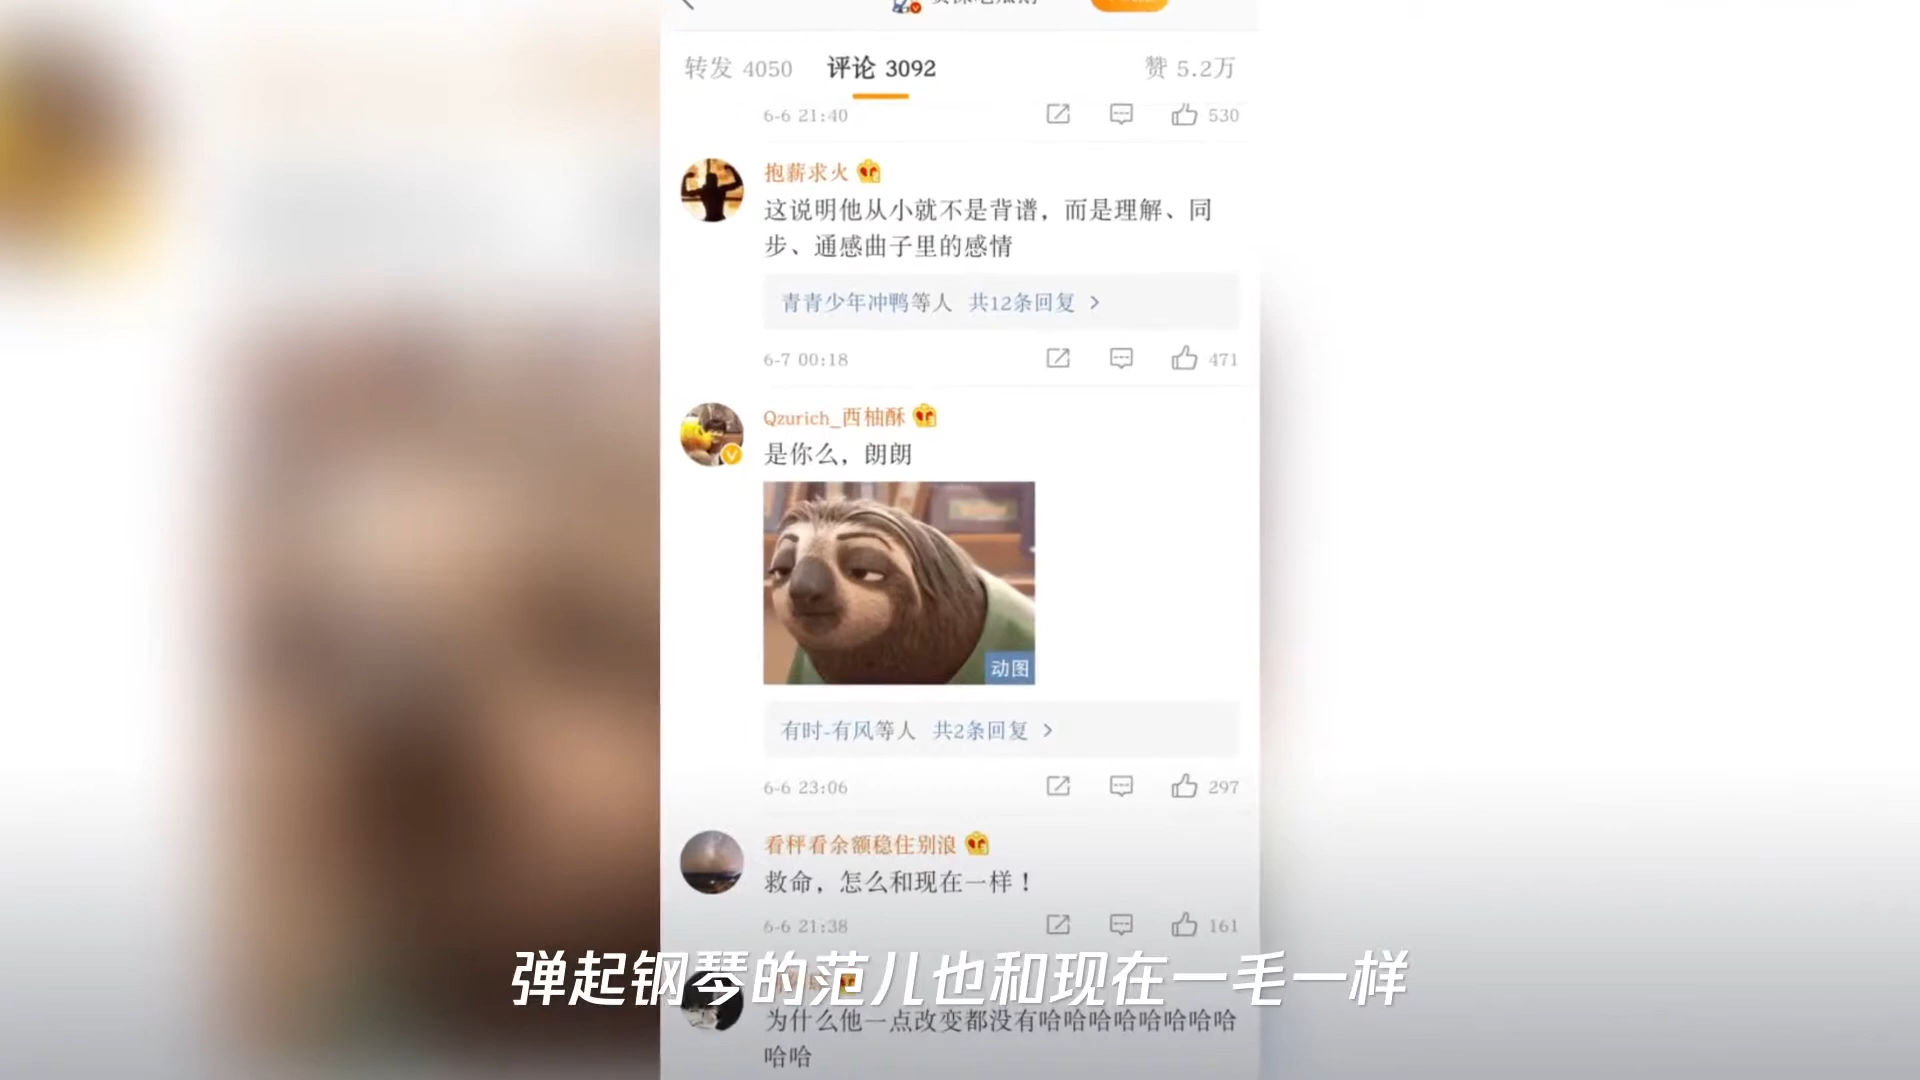 转发 4050 评论 3092 赞 5.2万
6-6 21:40 530
抱薪求火
这说明他从小就不是背谱，而是理解、同
步、通感曲子里的感情
青青少年冲鸭等人 共12条回复 >
6-7 00:18 471
Qzurich_西柚酥
是你么，朗朗
动图
有时-有风等人 共2条回复 >
6-6 23:06 297
看秤看余额稳住别浪
救命，怎么和现在一样！
6-6 21:38 161
弹起钢琴的范儿也和现在一毛一样
为什么他一点改变都没有哈哈哈哈哈哈哈哈
哈哈